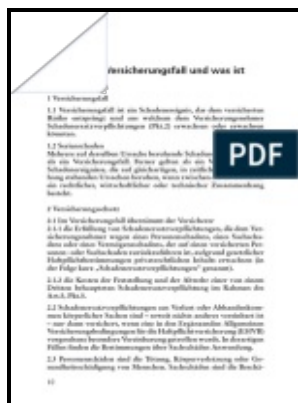 Versicherungsfall und was ist
PDF
1 Versicherungsfall
1.1 Versicherungsfall ist ein Schadenereignis, das dem versicherten
Risiko entspringt und aus welchem dem Versicherungsnehmer
Schadenersatzverpflichtungen (Pkt.2) erwachsen oder erwachsen
könnten.
1.2 Serienschaden
Mehrere auf derselben Ursache beruhende
als ein Versicherungsfall. Ferner gelten als ein
Schadenereignisse, die auf gleichartigen, in zeitlich
hang stehenden Ursachen beruhen, wenn zwischen
ein rechtlicher, wirtschaftlicher oder technischer Zusammenhang
besteht.
2 Versicherungsschutz
2.1 Im Versicherungsfall übernimmt der Versicherer
2.1.1 die Erfüllung von Schadenersatzverpflichtungen, die dem Ver-
sicherungsnehmer wegen eines Personenschadens, eines Sachscha-
dens oder eines Vermögensschadens, der auf einen versicherten Per-
sonen- oder Sachschaden zurückzuführen ist, aufgrund gesetzlicher
Haftpflichtbestimmungen privatrechtlichen Inhalts erwachsen (in
der Folge kurz „Schadenersatzverpflichtungen" genannt).
2.1.2 die Kosten der Feststellung und der Abwehr einer von einem
Dritten behaupteten Schadenersatzverpflichtung im Rahmen des
Art.5, Pkt.5.
2.2 Schadenersatzverpflichtungen aus Verlust oder Abhandenkom-
men körperlicher Sachen sind – soweit nichts anderes vereinbart ist
– nur dann versichert, wenn eine in den Ergänzenden Allgemeinen
Versicherungsbedingungen für die Haftpflichtversicherung (EHVB)
vorgesehene besondere Vereinbarung getroffen wurde. In derartigen
Fällen finden die Bestimmungen über Sachschäden Anwendung.
2.3 Personenschäden sind die Tötung, Körperverletzung oder Ge-
sundheitsschädigung von Menschen. Sachschäden sind die Beschä-